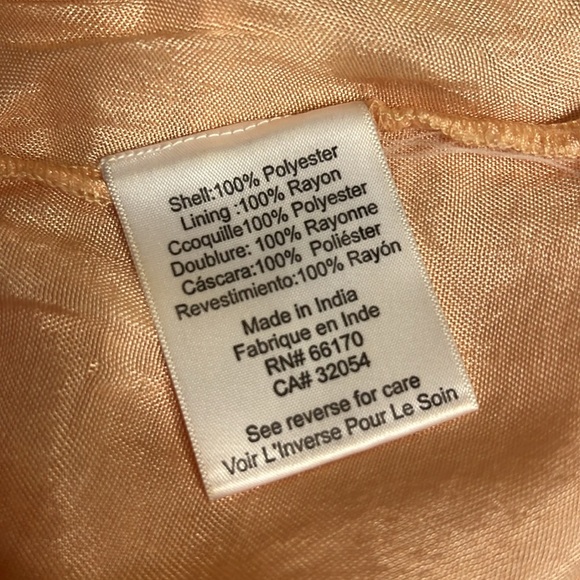 Shell:100% Polyester
Lining :100% Rayon
Ccoquille100% Polyester
Doublure: 100% Rayonne
Cáscara:100% Poliéster
Revestimiento:100% Rayón
Made in India
Fabrique en Inde
RN# 66170
CA# 32054
See reverse for care
Voir L'Inverse Pour Le Soin